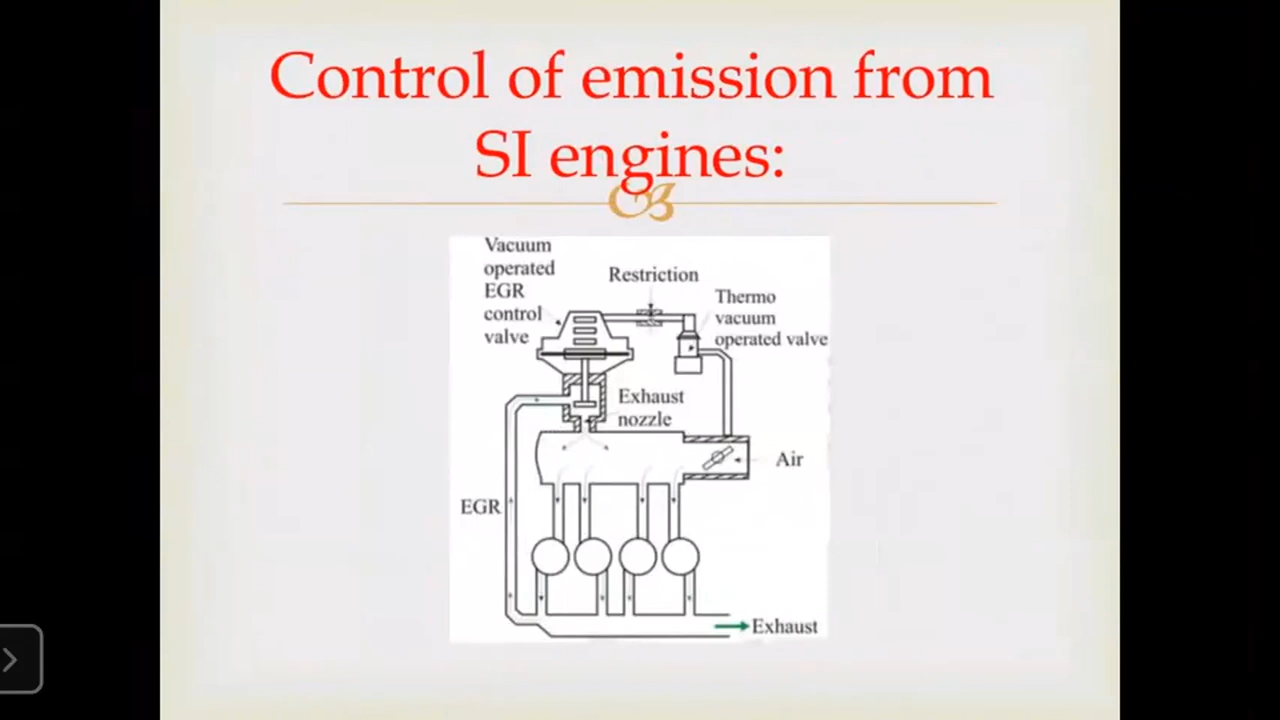 Control of emission from
SI engines:
Vacuum
operated
EGR
control
valve
Restriction
Thermo
vacuum
operated valve
Exhaust
nozzle
Air
EGR
Exhaust